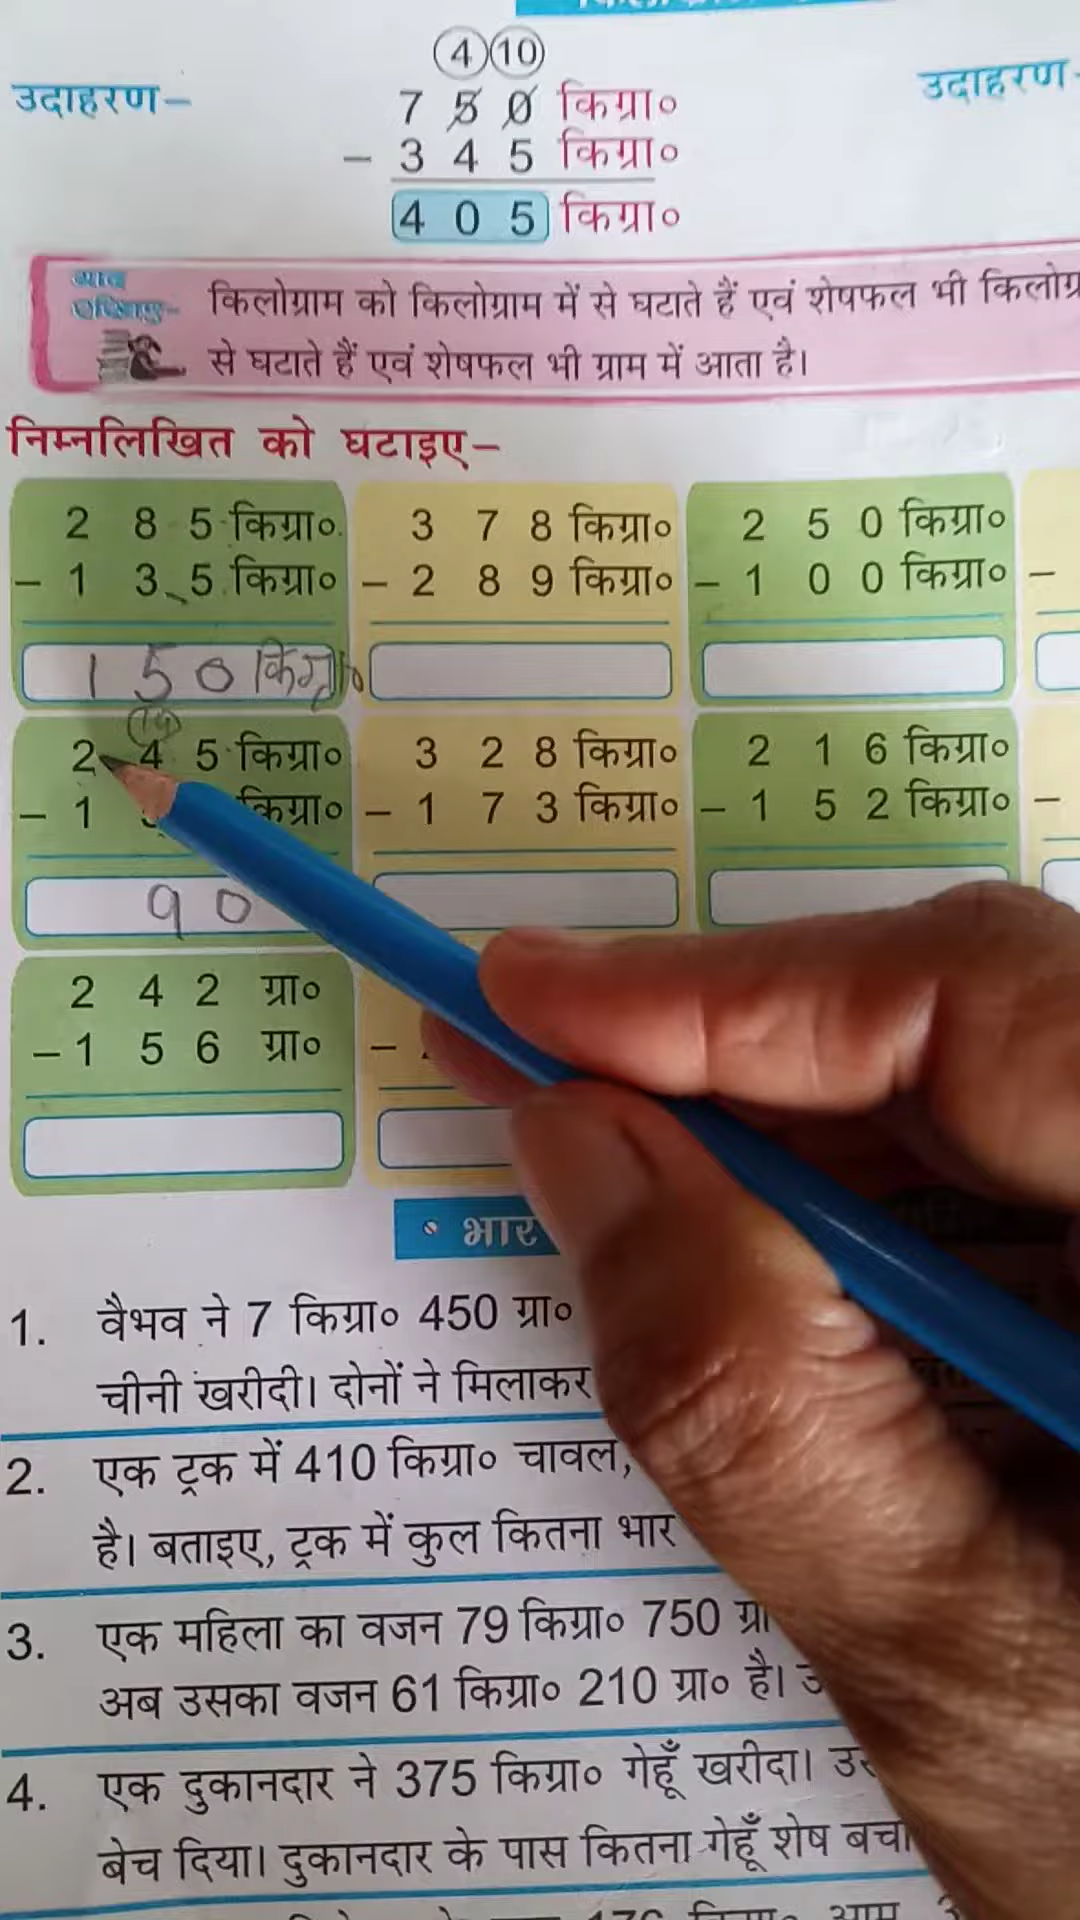 ④⑩
उदाहरण–
7 5 0 किग्रा०
– 3 4 5 किग्रा०
4 0 5 किग्रा०
उदाहरण-
किलोग्राम को किलोग्राम में से घटाते हैं एवं शेषफल भी
से घटाते हैं एवं शेषफल भी ग्राम में आता है।
निम्नलिखित को घटाइए–
2 8 5 किग्रा० 3 7 8 किग्रा० 2 5 0 किग्रा०
– 1 3 5 किग्रा० – 2 8 9 किग्रा० – 1 0 0 किग्रा० –
1 5 0 किग्रा०
14
2 4 5 किग्रा० 3 2 8 किग्रा० 2 1 6 किग्रा०
– 1 किग्रा० – 1 7 3 किग्रा० – 1 5 2 किग्रा० –
9 0
2 4 2 ग्रा०
– 1 5 6 ग्रा० –
• भार
1. वैभव ने 7 किग्रा० 450 ग्रा०
चीनी खरीदी। दोनों ने मिलाकर
2. एक ट्रक में 410 किग्रा० चावल,
है। बताइए, ट्रक में कुल कितना भार
3. एक महिला का वजन 79 किग्रा० 750
अब उसका वजन 61 किग्रा० 210 ग्रा० है।
4. एक दुकानदार ने 375 किग्रा० गेहूँ खरीदा।
बेच दिया। दुकानदार के पास कितना गेहूँ शेष बचा